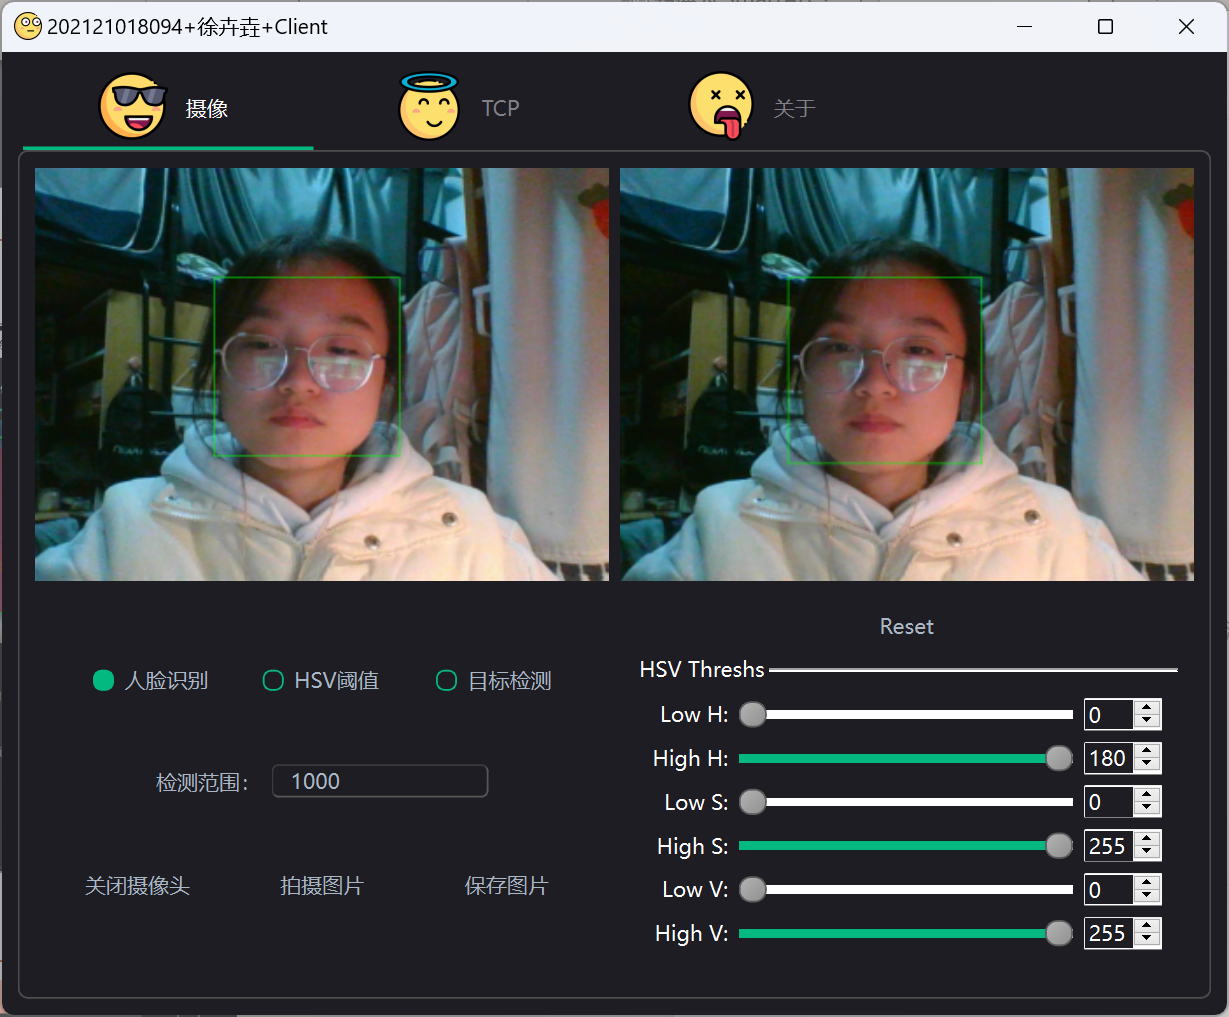 202121018094+徐卉垚+Client
摄像
TCP
关于
Reset
人脸识别
HSV阈值
目标检测
检测范围：
1000
关闭摄像头
拍摄图片
保存图片
HSV Threshs
Low H:
0
High H:
180
Low S:
0
High S:
255
Low V:
0
High V:
255